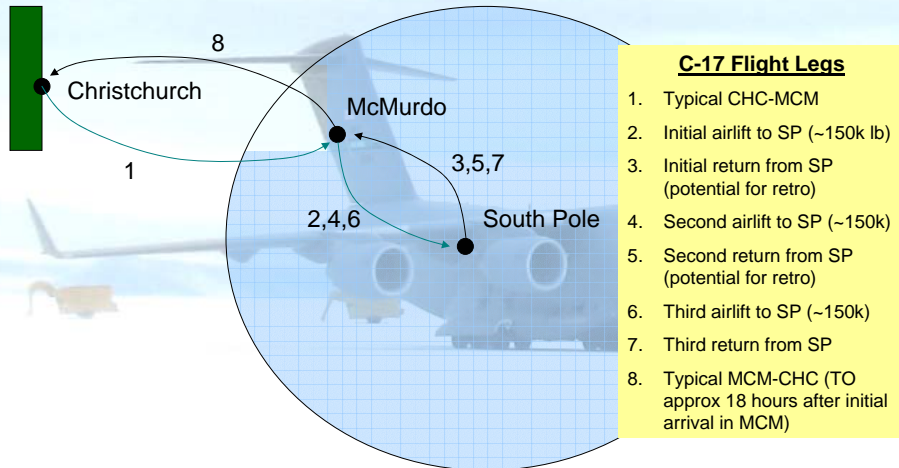 8
Christchurch
McMurdo
1
3,5,7
2,4,6
South Pole
C-17 Flight Legs
1. Typical CHC-MCM
2. Initial airlift to SP (~150k lb)
3. Initial return from SP
(potential for retro)
4. Second airlift to SP (~150k)
5. Second return from SP
(potential for retro)
6. Third airlift to SP (~150k)
7. Third return from SP
8. Typical MCM-CHC (TO
approx 18 hours after initial
arrival in MCM)